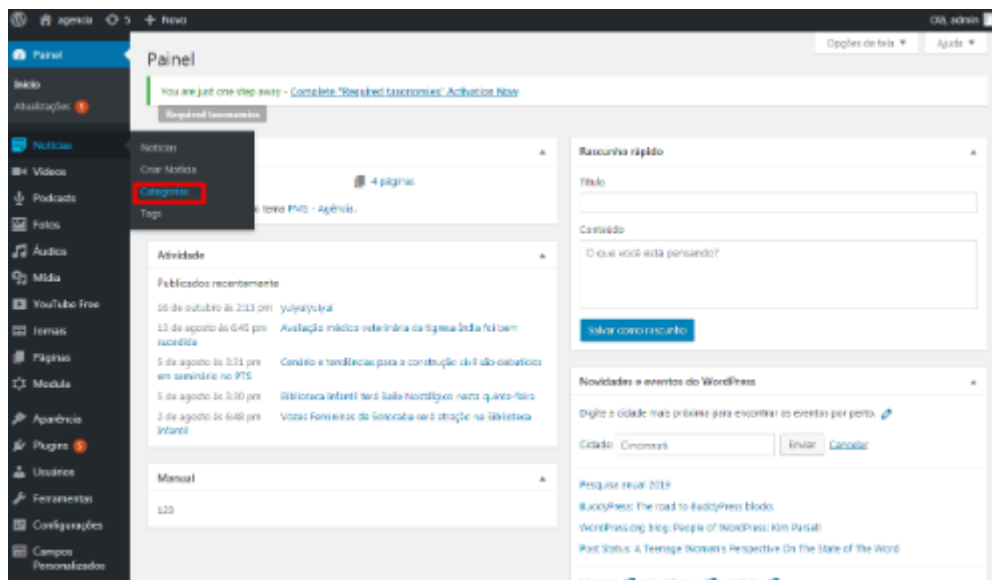 agencia 5 + Novo
Olá, admin
Painel
Início
Atualizações
Notícias
Vídeos
Podcasts
Fotos
Áudios
Mídia
YouTube Free
Jornais
Páginas
Modula
Aparência
Plugins
Usuários
Ferramentas
Configurações
Campos
Personalizados
Notícias
Criar Notícia
Categorias
Tags
Opções de tela
Ajuda
Painel
You are just one step away - Complete "Required taxonomies" Activation Now
Required taxonomies
4 páginas
tema PMS - Agência.
Atividade
Publicados recentemente
16 de outubro às 2:13 pm
13 de agosto às 6:45 pm Avaliação médico veterinária da tigresa Índia foi bem
sucedida
5 de agosto às 3:31 pm Cenário e tendências para a construção civil são debatidos
em seminário no PTS
5 de agosto às 3:30 pm Biblioteca Infantil terá Baile Nostálgico nesta quinta-feira
2 de agosto às 6:48 pm Vozes Femininas de Sorocaba será atração na Biblioteca
Infantil
Manual
123
Rascunho rápido
Título
Conteúdo
O que você está pensando?
Salvar como rascunho
Novidades e eventos do WordPress
Digite a cidade mais próxima para encontrar os eventos por perto.
Cidade: Cincinnati Enviar Cancelar
Pesquisa anual 2019
BuddyPress: The road to BuddyPress blocks
WordPress.org blog: People of WordPress: Kim Parsell
Post Status: A Teenage Woman's Perspective On The State of The Word